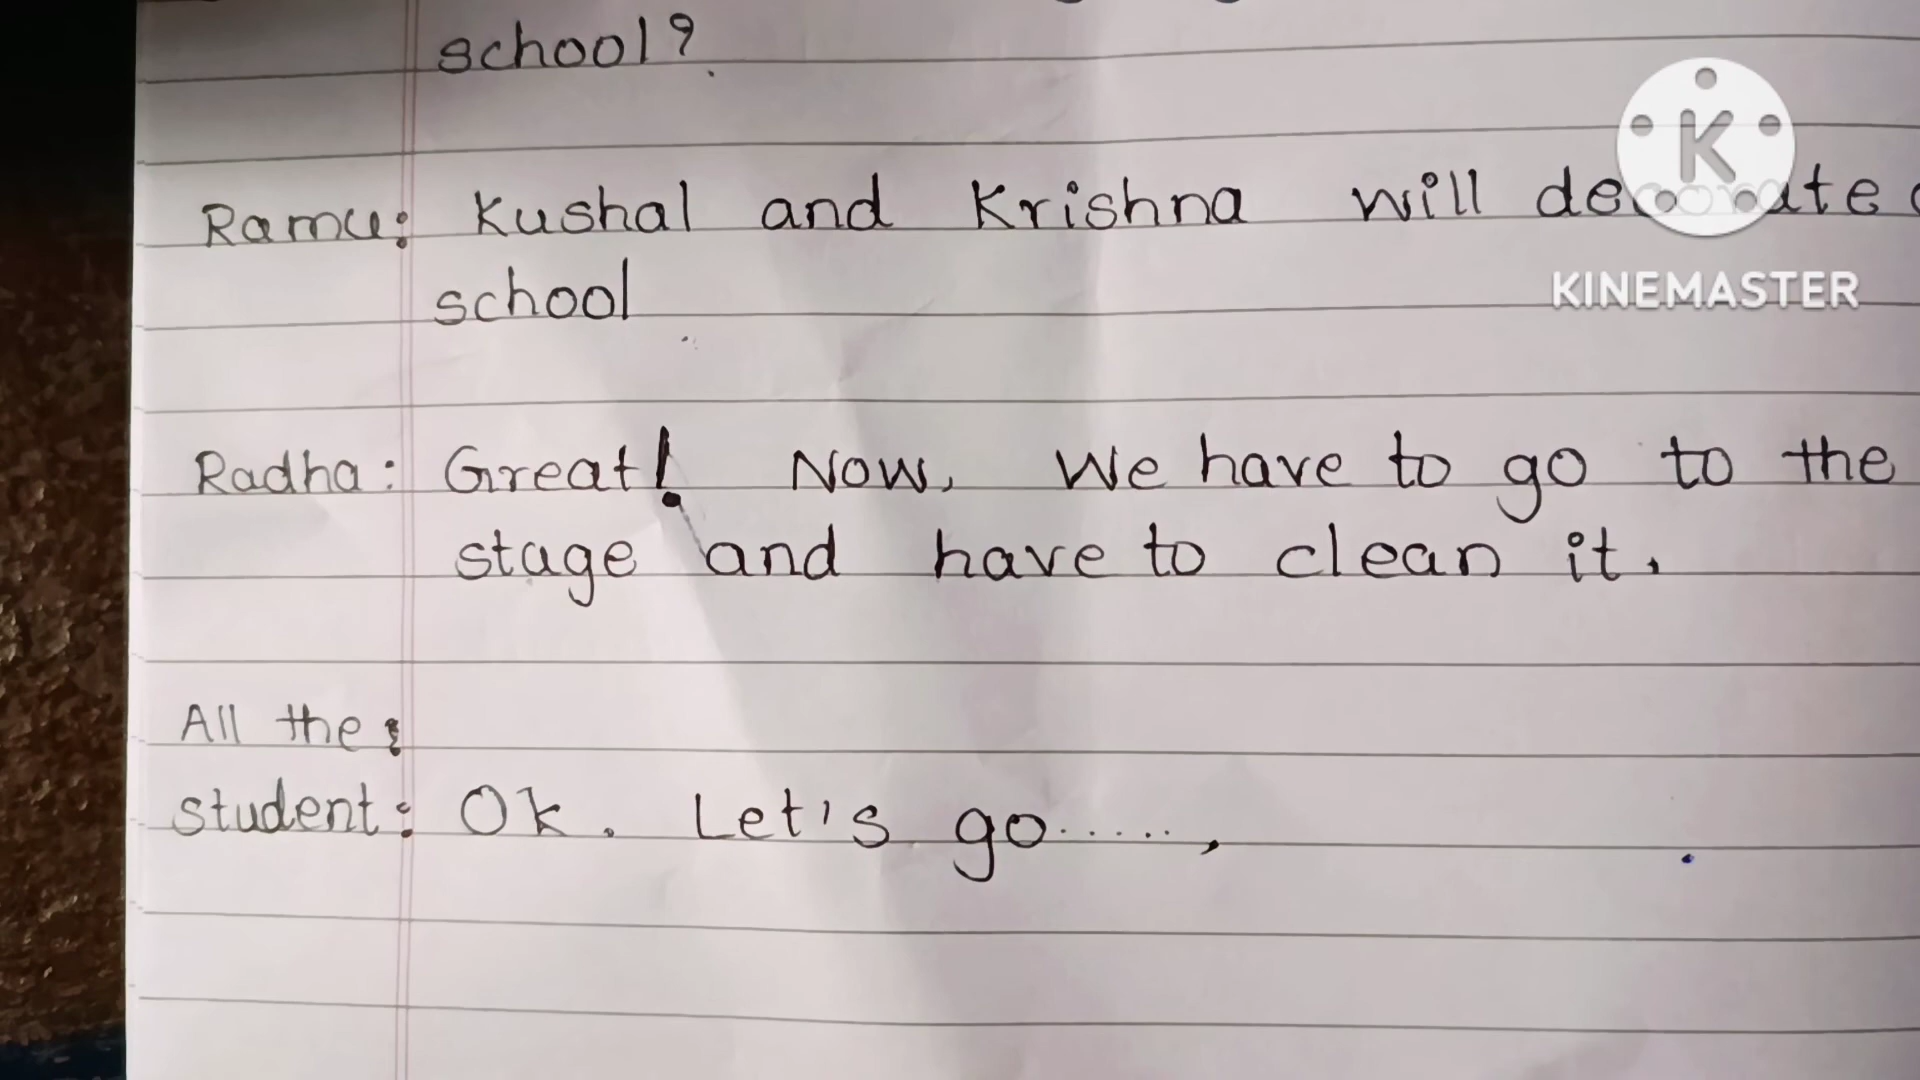 school?
Ramu: Kushal and Krishna will decorate
school
Radha: Great! Now, We have to go to the
stage and have to clean it.
All the :
student: Ok. Let's go......,
K
KINEMASTER